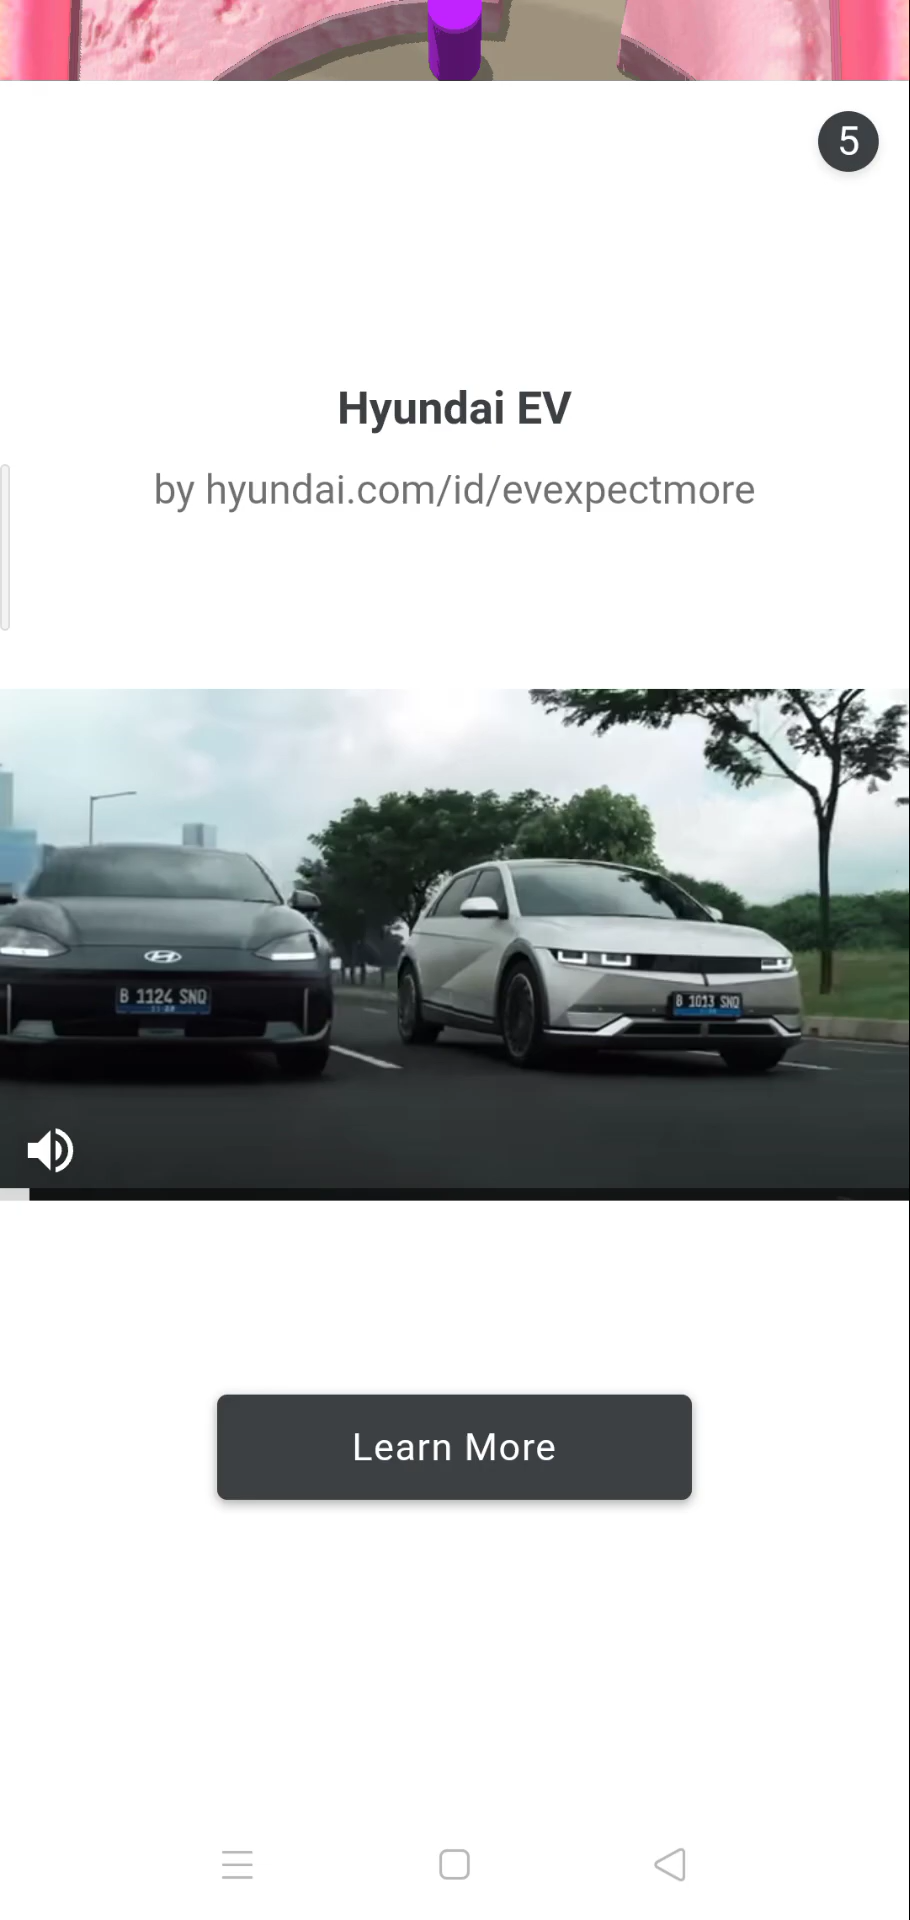 5
Hyundai EV
by hyundai.com/id/evexpectmore
B 1124 SNQ
B 1013 SNQ
Learn More